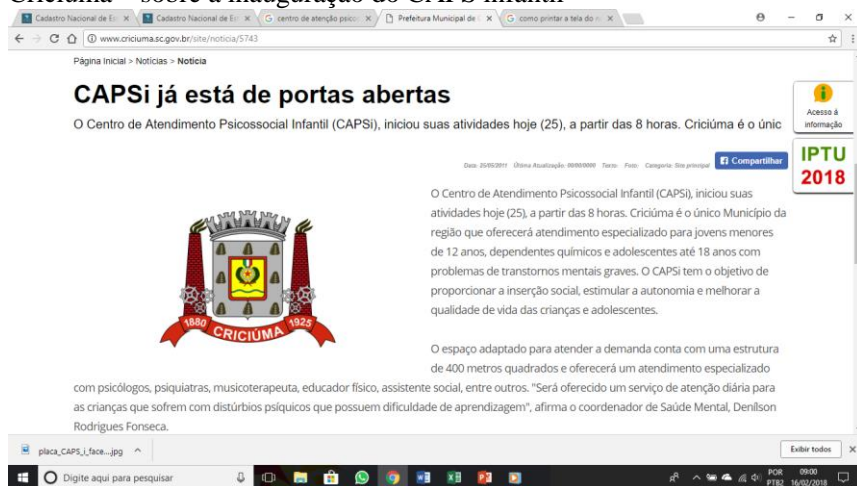 Criciúma – sobre a inauguração do CAPS Infantil
Cadastro Nacional de Es
Cadastro Nacional de Es
centro de atenção psico
Prefeitura Municipal de
como printar a tela do n
www.criciuma.sc.gov.br/site/noticia/5743
Página Inicial > Notícias > Notícia
CAPSi já está de portas abertas
O Centro de Atendimento Psicossocial Infantil (CAPSi), iniciou suas atividades hoje (25), a partir das 8 horas. Criciúma é o únic
Acesso à
informação
IPTU
2018
Data: 25/05/2011 Última Atualização: 00/00/0000 Texto: Foto: Categoria: Site principal
Compartilhar
O Centro de Atendimento Psicossocial Infantil (CAPSi), iniciou suas
atividades hoje (25), a partir das 8 horas. Criciúma é o único Município da
região que oferecerá atendimento especializado para jovens menores
de 12 anos, dependentes químicos e adolescentes até 18 anos com
problemas de transtornos mentais graves. O CAPSi tem o objetivo de
proporcionar a inserção social, estimular a autonomia e melhorar a
qualidade de vida das crianças e adolescentes.
1880 CRICIÚMA 1925
O espaço adaptado para atender a demanda conta com uma estrutura
de 400 metros quadrados e oferecerá um atendimento especializado
com psicólogos, psiquiatras, musicoterapeuta, educador físico, assistente social, entre outros. "Será oferecido um serviço de atenção diária para
as crianças que sofrem com distúrbios psíquicos que possuem dificuldade de aprendizagem", afirma o coordenador de Saúde Mental, Denílson
Rodrigues Fonseca.
placa_CAPS_i_face....jpg
Exibir todos
Digite aqui para pesquisar
POR
PTB2
09:00
16/02/2018